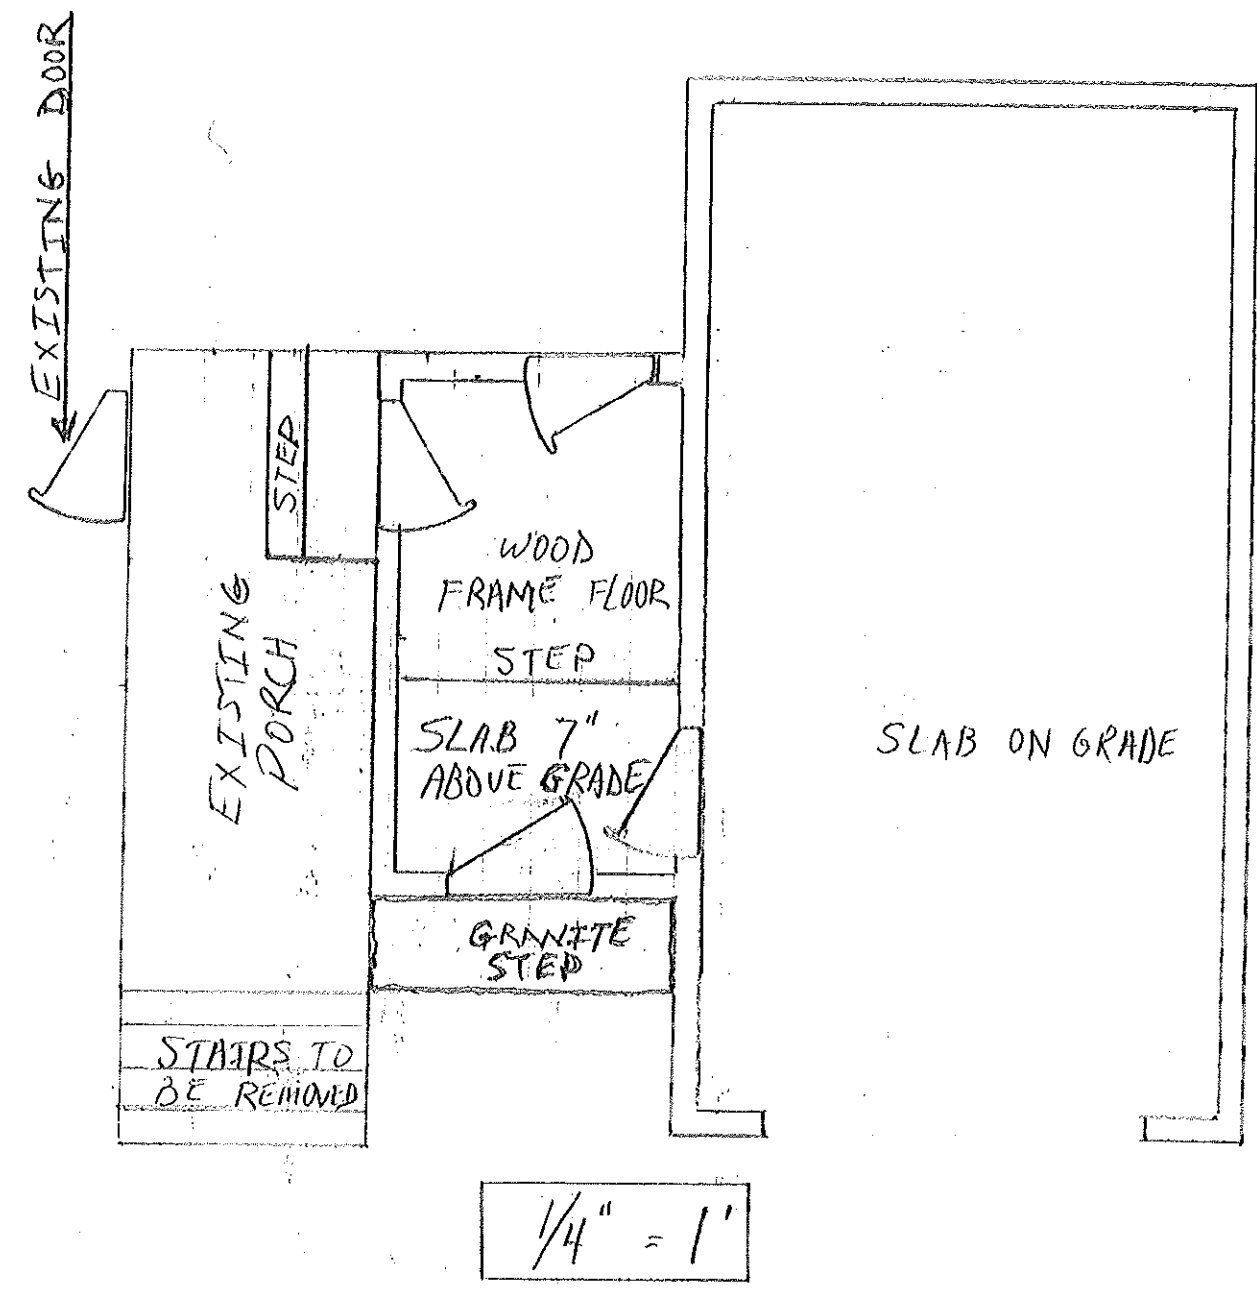 EXISTING DOOR
STEP
EXISTING
PORCH
WOOD
FRAME FLOOR
STEP
SLAB 7"
ABOVE GRADE
SLAB ON GRADE
GRANITE
STEP
STAIRS TO
BE REMOVED
1/4" = 1'